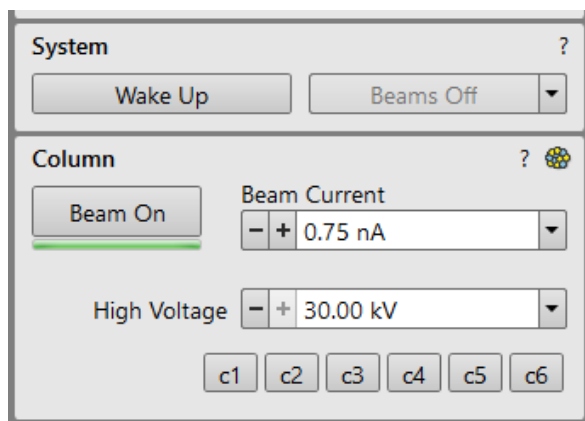 System ?
Wake Up Beams Off
Column ?
Beam Current
Beam On
− + 0.75 nA
High Voltage − + 30.00 kV
c1 c2 c3 c4 c5 c6